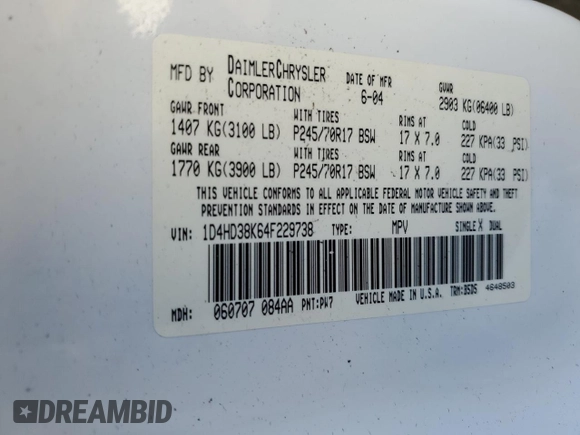 MFD BY DAIMLERCHRYSLER CORPORATION DATE OF MFR 6-04 GVWR 2903 KG(06400 LB)
GAWR FRONT WITH TIRES RIMS AT COLD
1407 KG(3100 LB) P245/70R17 BSW 17 X 7.0 227 KPA(33 PSI)
GAWR REAR WITH TIRES RIMS AT COLD
1770 KG(3900 LB) P245/70R17 BSW 17 X 7.0 227 KPA(33 PSI)
THIS VEHICLE CONFORMS TO ALL APPLICABLE FEDERAL MOTOR VEHICLE SAFETY AND THEFT
PREVENTION STANDARDS IN EFFECT ON THE DATE OF MANUFACTURE SHOWN ABOVE.
VIN: 1D4HD38K64F229738 TYPE: MPV SINGLE X DUAL
MDH: 060707 084AA PNT:PW7 VEHICLE MADE IN U.S.A. TRM:B5DS 4648503
DREAMBID